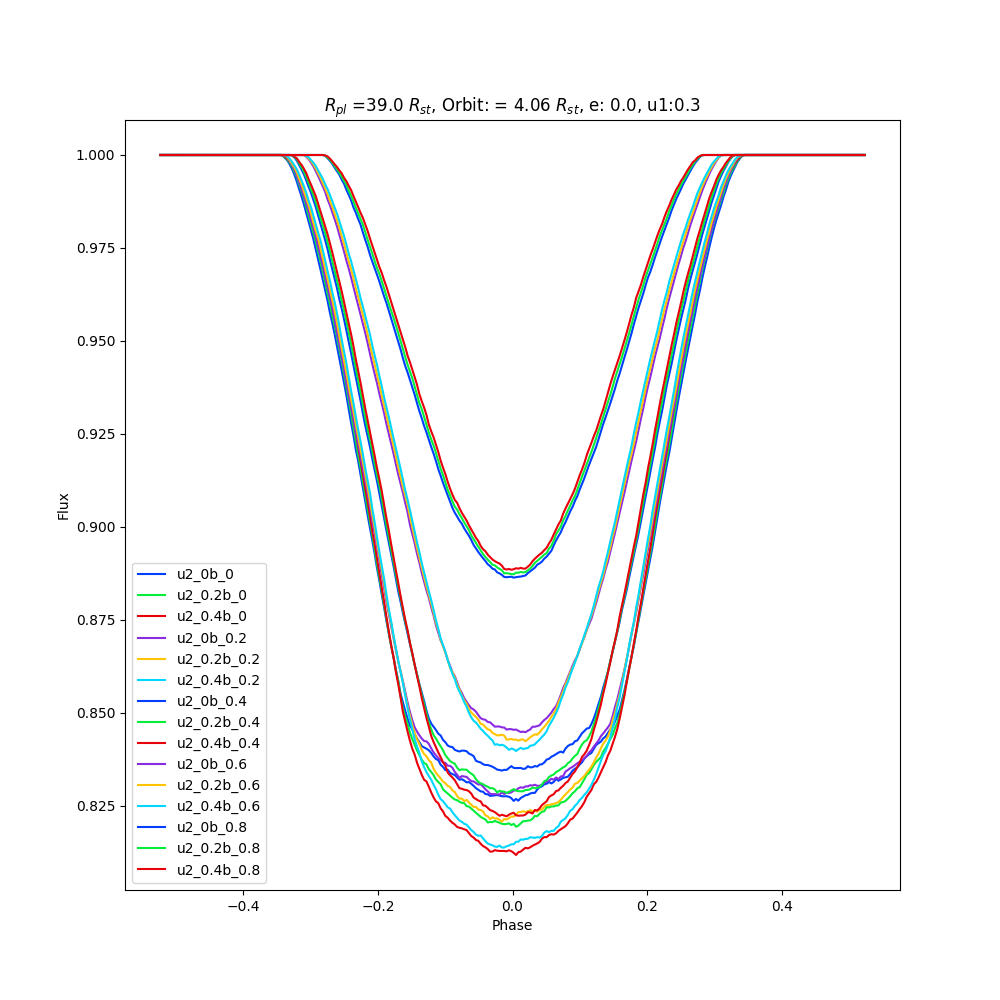 R_pl =39.0 R_st, Orbit: = 4.06 R_st, e: 0.0, u1:0.3
1.000
0.975
0.950
0.925
0.900
0.875
0.850
0.825
Flux
u2_0b_0
u2_0.2b_0
u2_0.4b_0
u2_0b_0.2
u2_0.2b_0.2
u2_0.4b_0.2
u2_0b_0.4
u2_0.2b_0.4
u2_0.4b_0.4
u2_0b_0.6
u2_0.2b_0.6
u2_0.4b_0.6
u2_0b_0.8
u2_0.2b_0.8
u2_0.4b_0.8
−0.4 −0.2 0.0 0.2 0.4
Phase